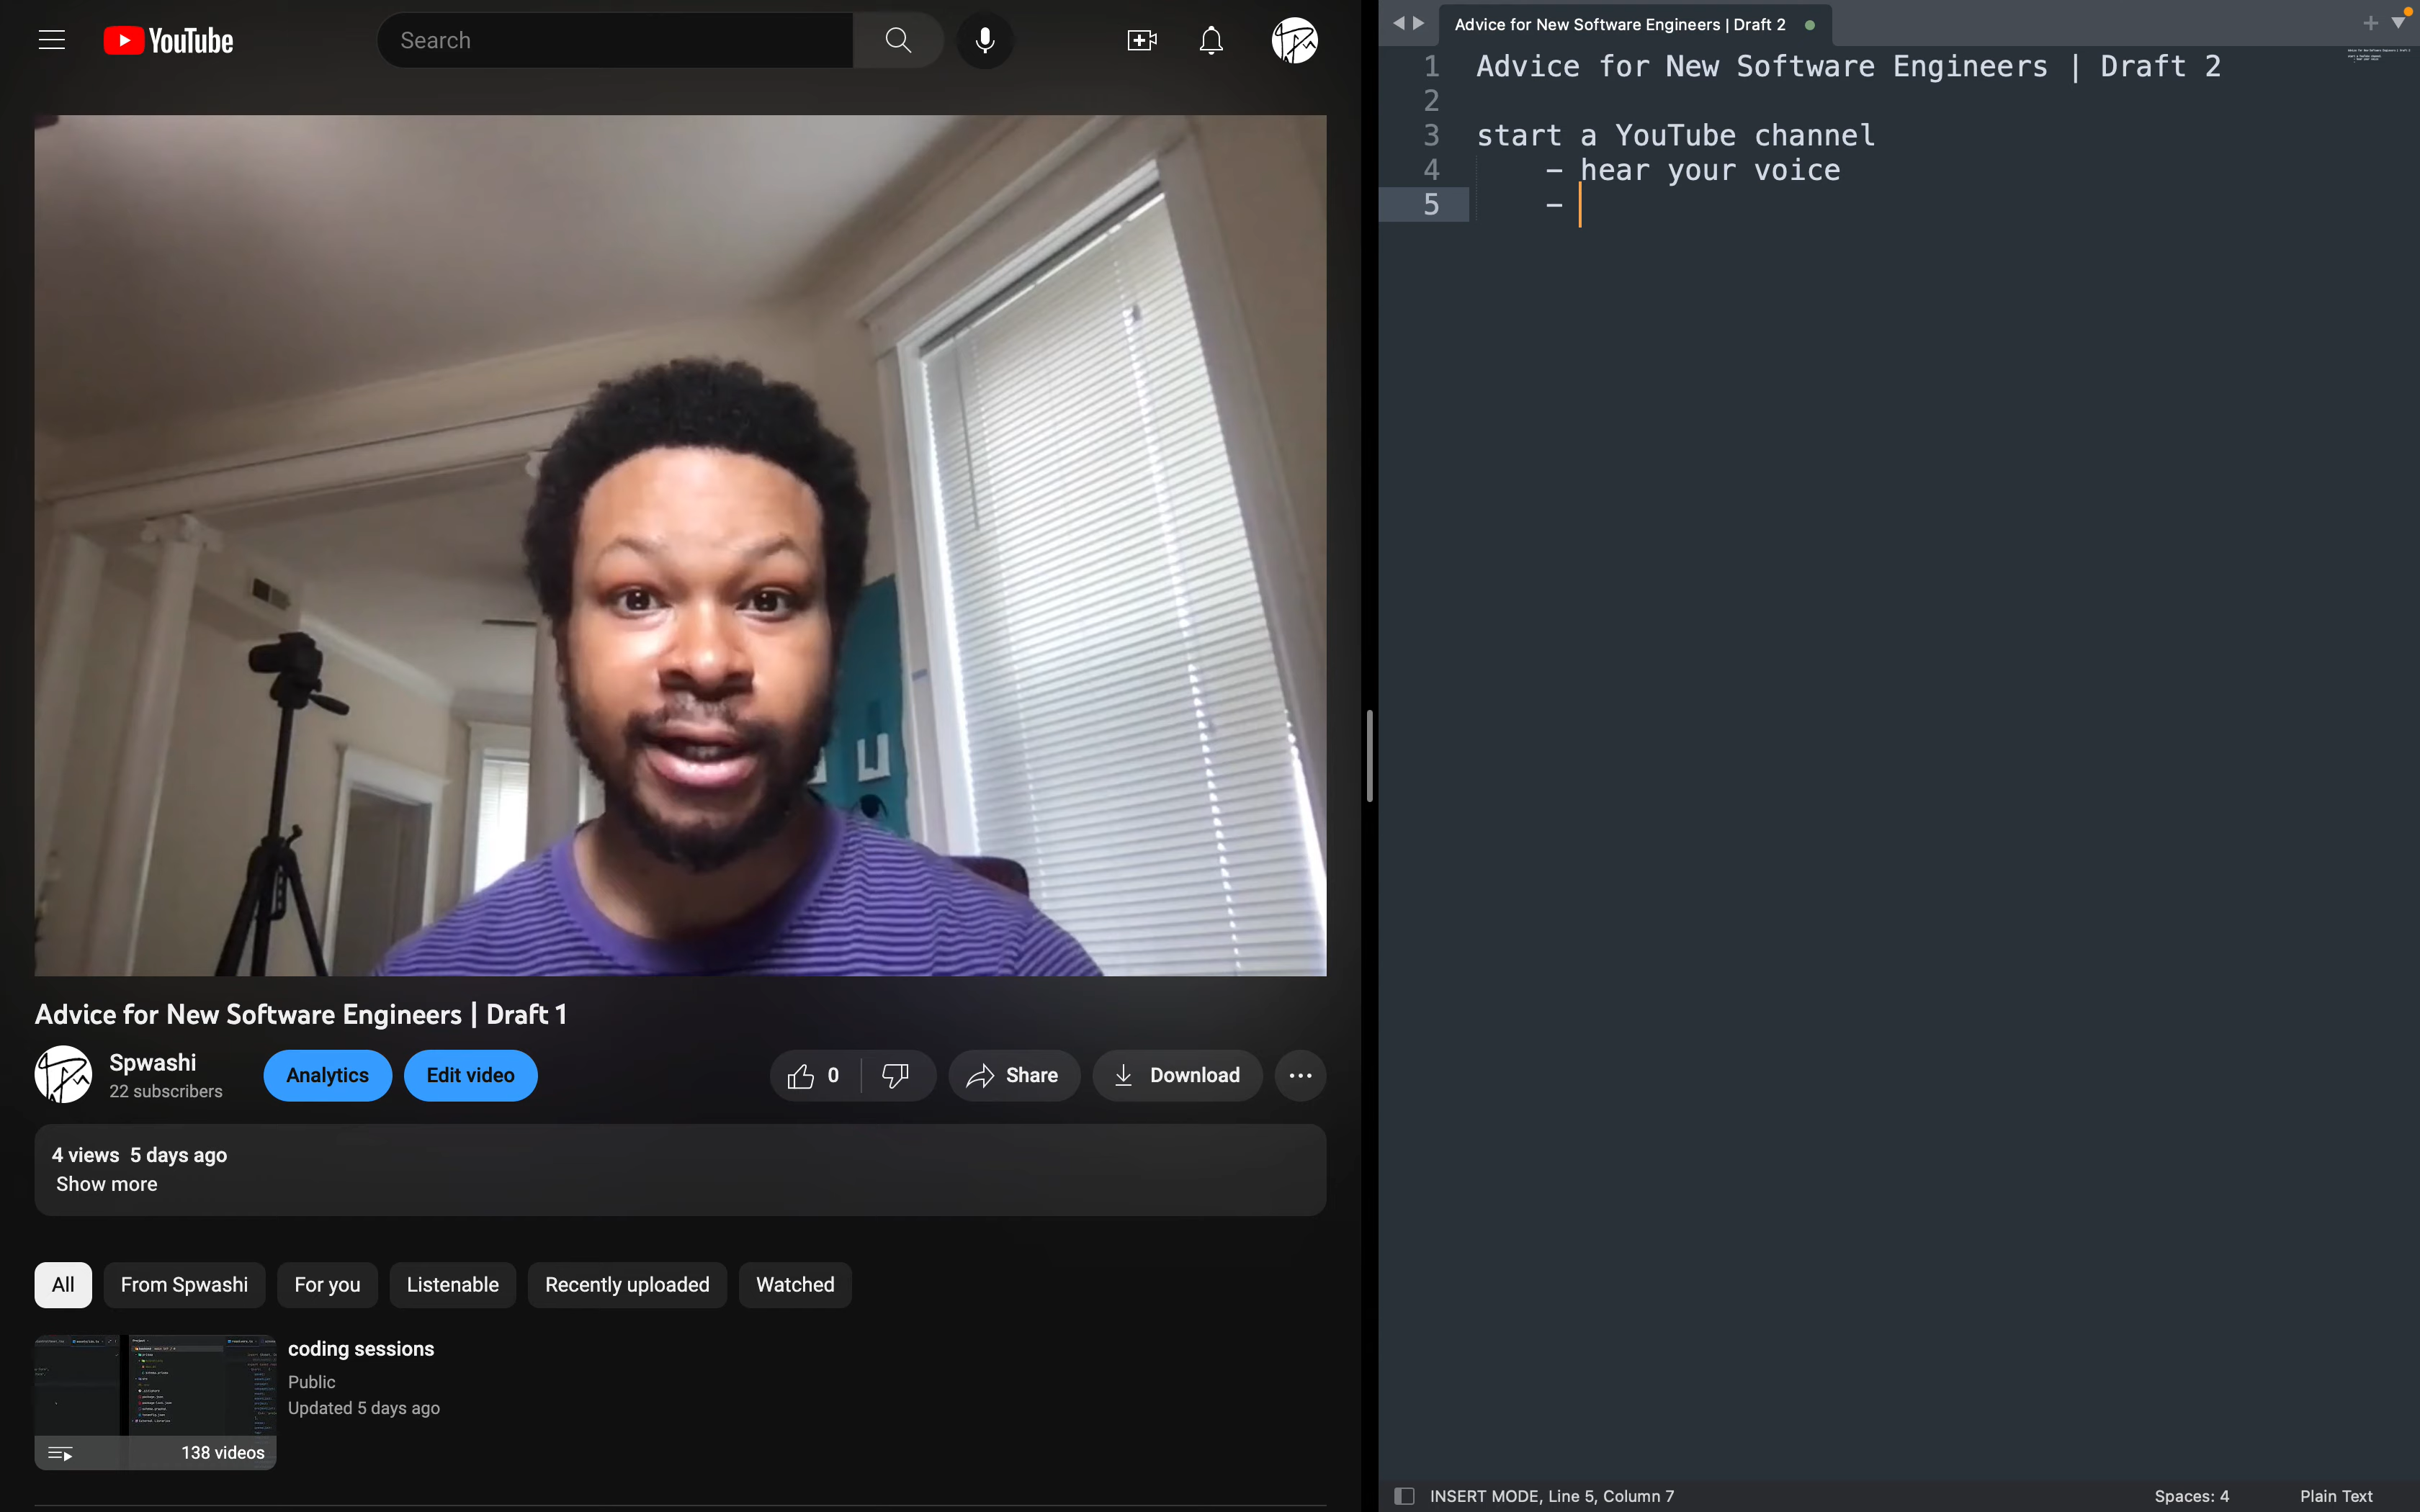 YouTube
Search
Advice for New Software Engineers | Draft 1
Spwashi
22 subscribers
Analytics
Edit video
0
Share
Download
4 views 5 days ago
Show more
All
From Spwashi
For you
Listenable
Recently uploaded
Watched
138 videos
coding sessions
Public
Updated 5 days ago
Advice for New Software Engineers | Draft 2
1 Advice for New Software Engineers | Draft 2
2
3 start a YouTube channel
4 - hear your voice
5 -
INSERT MODE, Line 5, Column 7
Spaces: 4
Plain Text